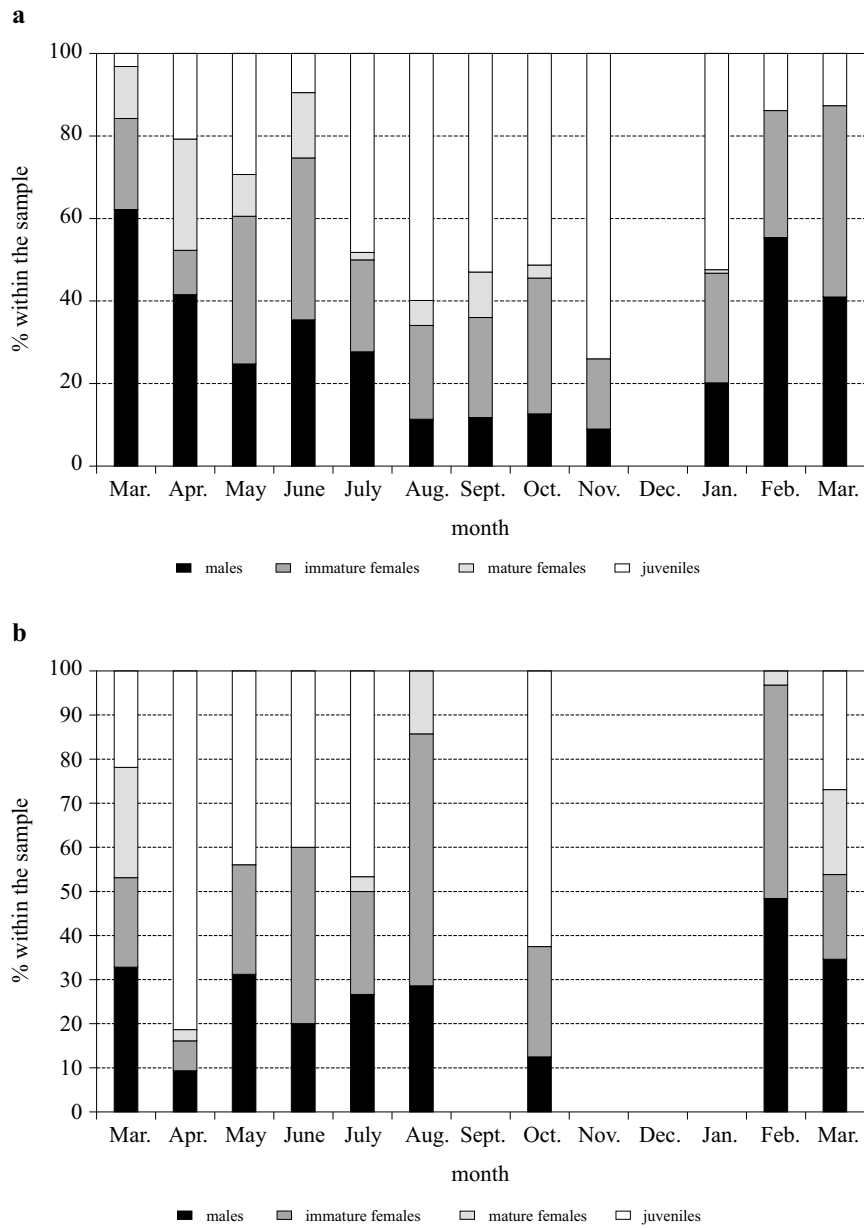 a
100
80
60
40
20
0
% within the sample
Mar. Apr. May June July Aug. Sept. Oct. Nov. Dec. Jan. Feb. Mar.
month
males immature females mature females juveniles
b
100
90
80
70
60
50
40
30
20
10
0
% within the sample
Mar. Apr. May June July Aug. Sept. Oct. Nov. Dec. Jan. Feb. Mar.
month
males immature females mature females juveniles